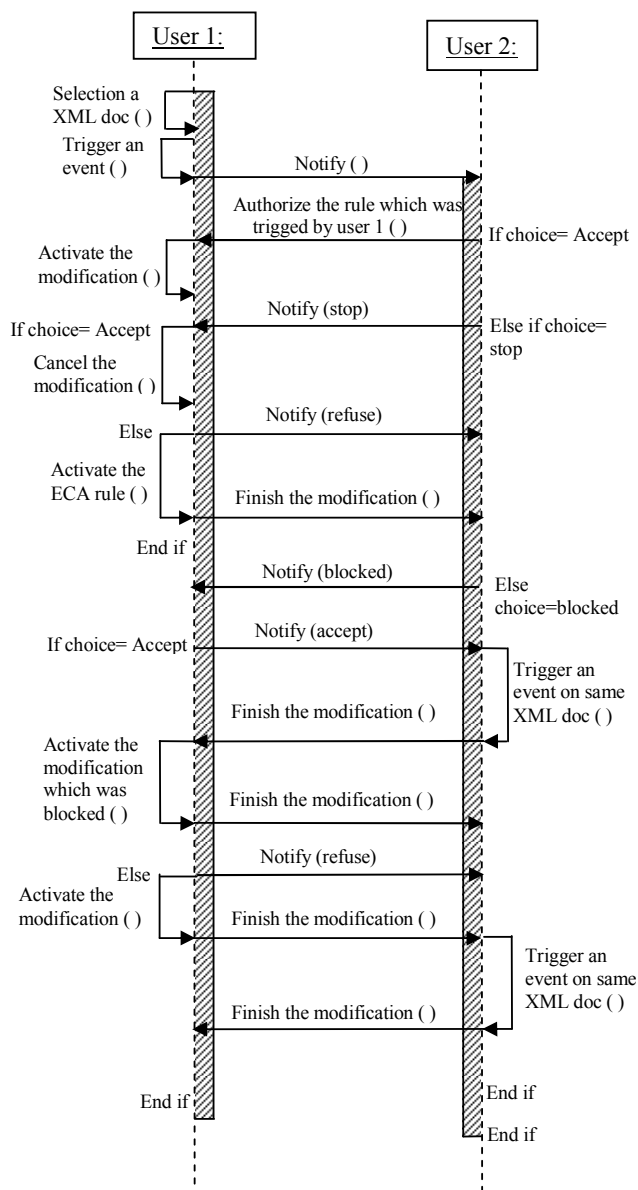 User 1:
User 2:
Selection a
XML doc ( )
Trigger an
event ( )
Notify ( )
Authorize the rule which was
trigged by user 1 ( )
If choice= Accept
Activate the
modification ( )
Notify (stop)
If choice= Accept
Else if choice=
stop
Cancel the
modification ( )
Notify (refuse)
Else
Activate the
ECA rule ( )
Finish the modification ( )
End if
Notify (blocked)
Else
choice=blocked
Notify (accept)
If choice= Accept
Trigger an
event on same
XML doc ( )
Finish the modification ( )
Activate the
modification
which was
blocked ( )
Finish the modification ( )
Notify (refuse)
Else
Activate the
modification ( )
Finish the modification ( )
Trigger an
event on same
XML doc ( )
Finish the modification ( )
End if
End if
End if